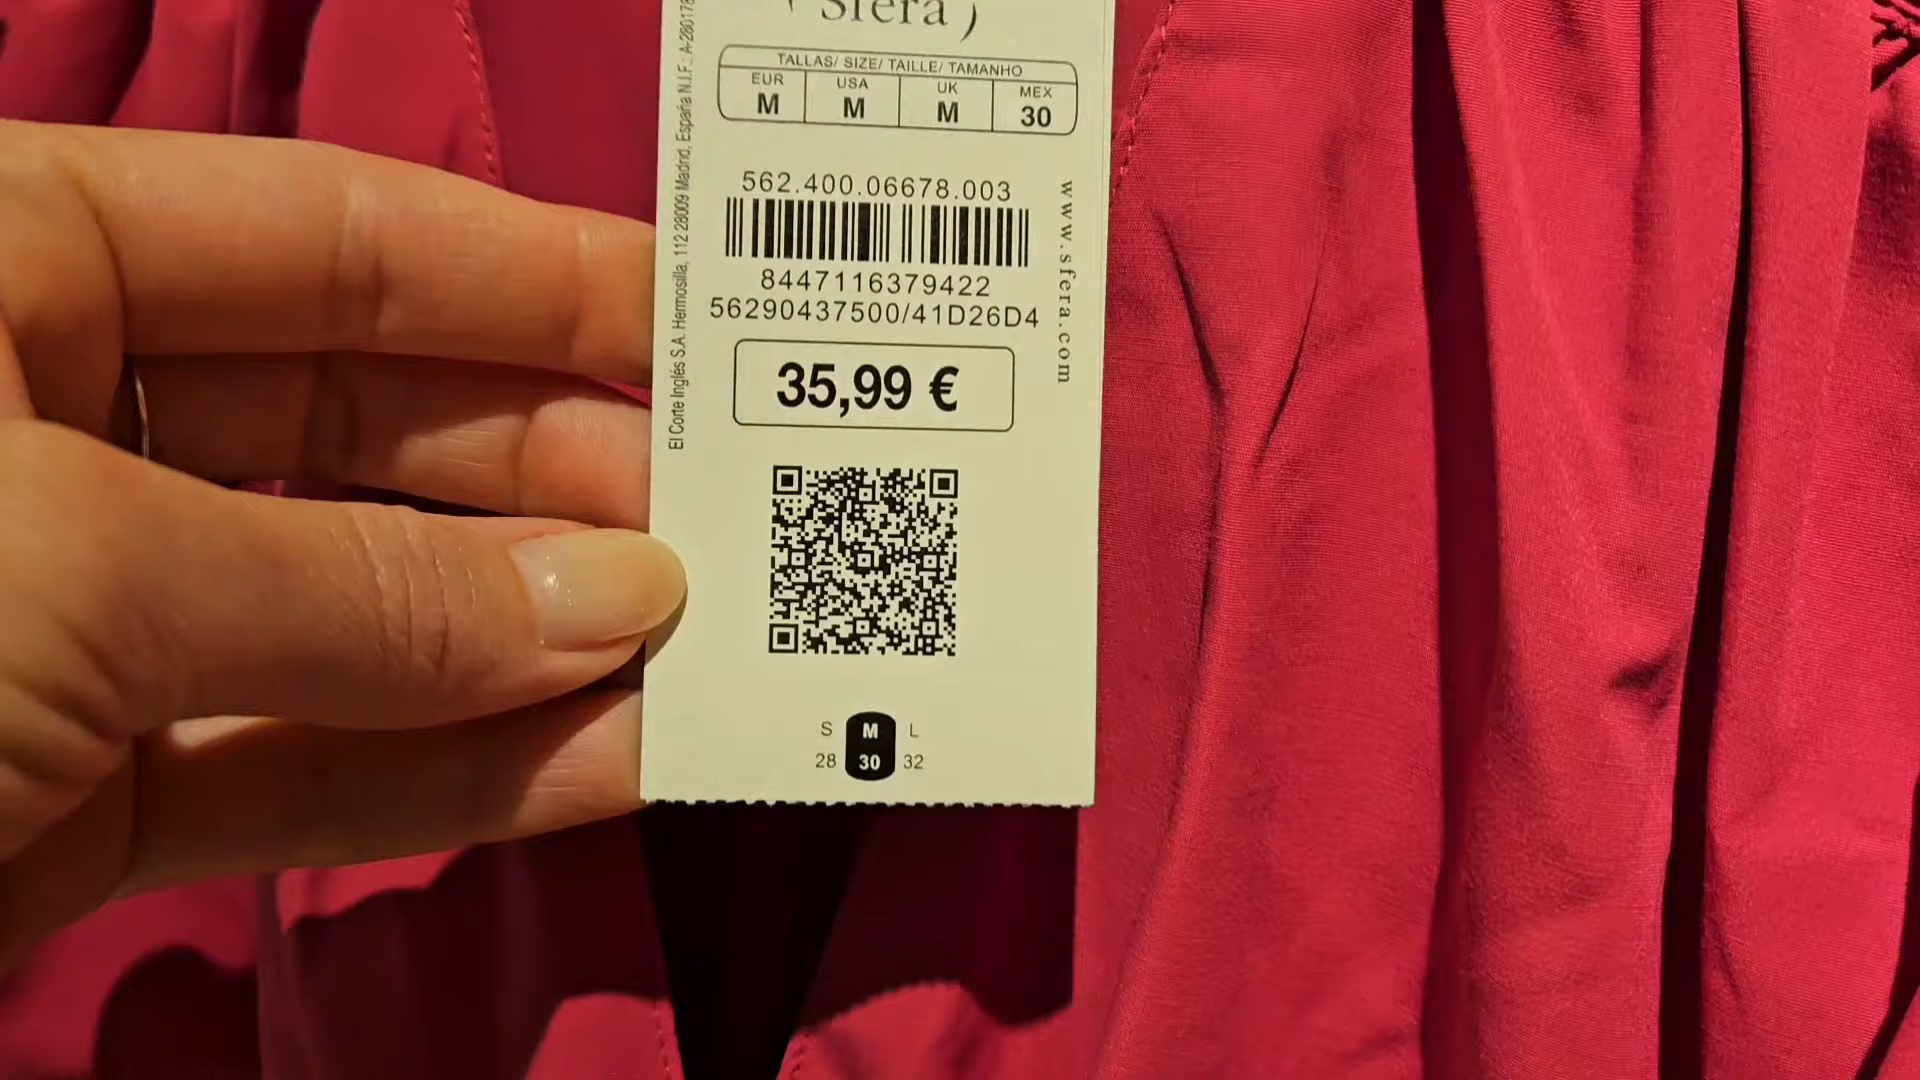 ( Sfera )
TALLAS/ SIZE/ TAILLE/ TAMANHO
EUR USA UK MEX
M M M 30
562.400.06678.003
8447116379422
56290437500/41D26D4
35,99 €
S M L
28 30 32
www.sfera.com
El Corte Inglés S.A. Hermosilla, 112 28009 Madrid, España N.I.F.: A-280178